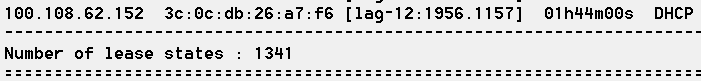 100.108.62.152 3c:0c:db:26:a7:f6 [lag-12:1956.1157] 01h44m00s DHCP
-------------------------------------------------------------------------------
Number of lease states : 1341
===============================================================================